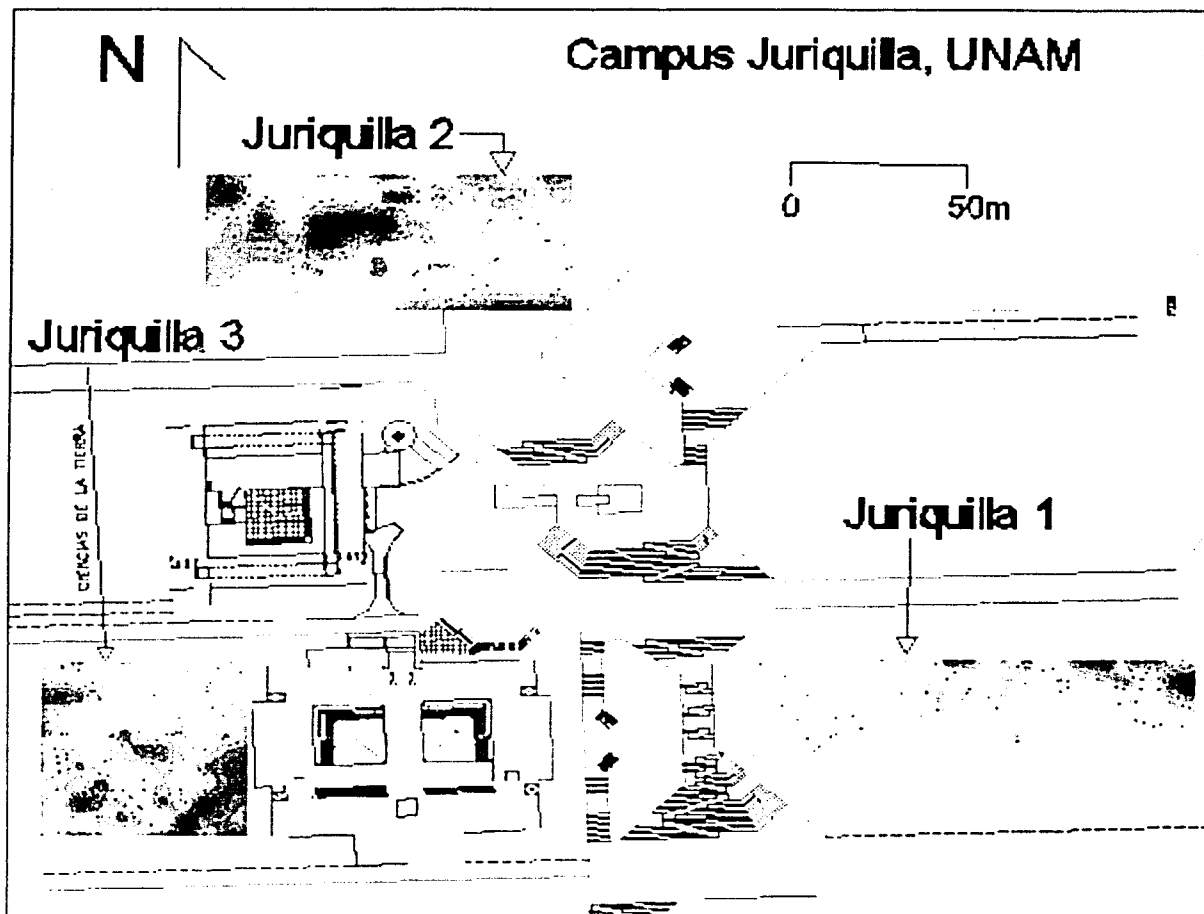 N
Campus Juriquilla, UNAM
Juriquilla 2
0 50m
Juriquilla 3
CIENCIAS DE LA TIERRA
Juriquilla 1